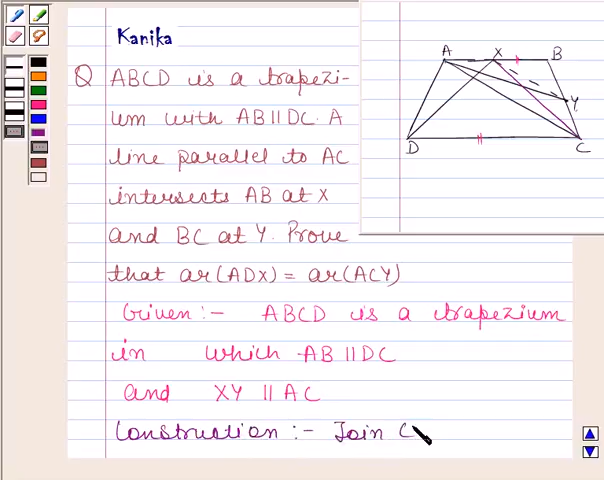 Kanika
Q ABCD is a trapezi-
um with AB || DC. A
line parallel to AC
intersects AB at X
and BC at Y. Prove
that ar(ADX) = ar(ACY)
Given :- ABCD is a trapezium
in which AB || DC
and XY || AC
Construction :- Join C
A X B
Y
D C